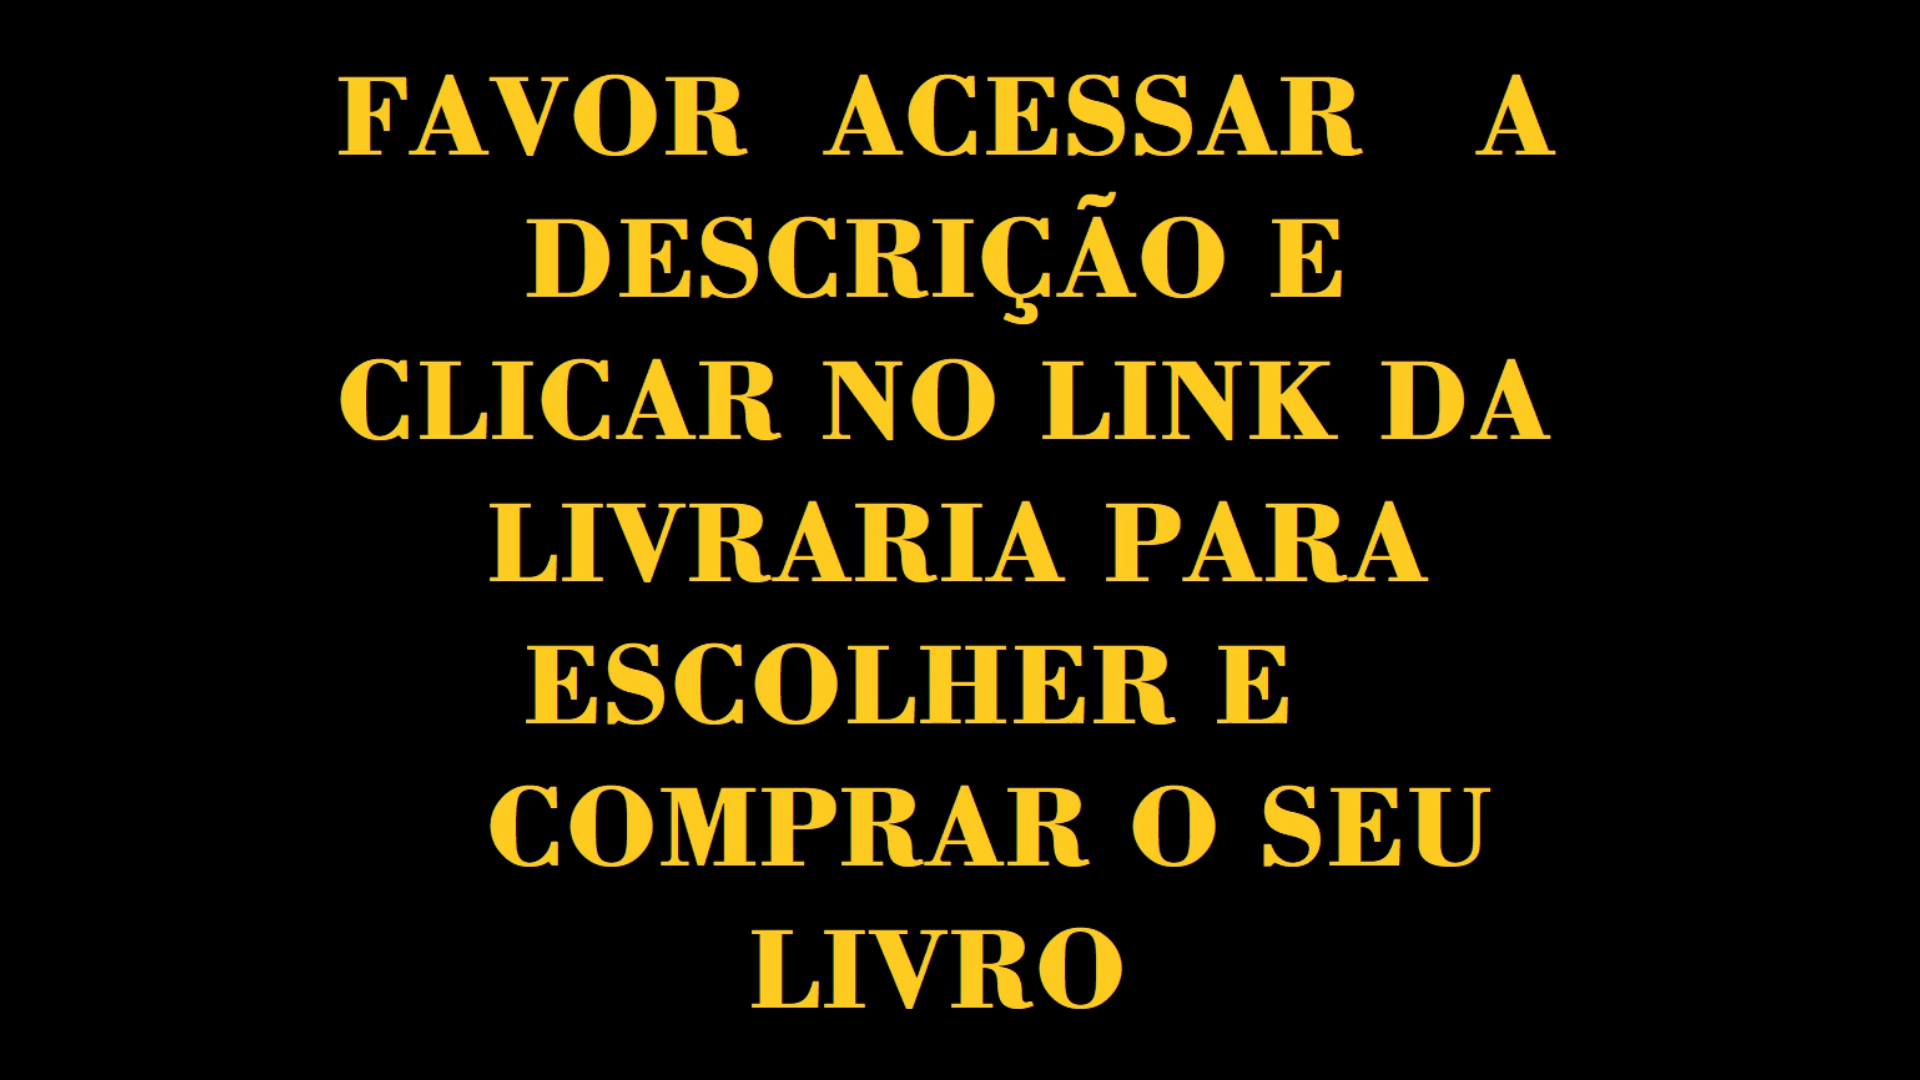 FAVOR ACESSAR A
DESCRIÇÃO E
CLICAR NO LINK DA
LIVRARIA PARA
ESCOLHER E
COMPRAR O SEU
LIVRO